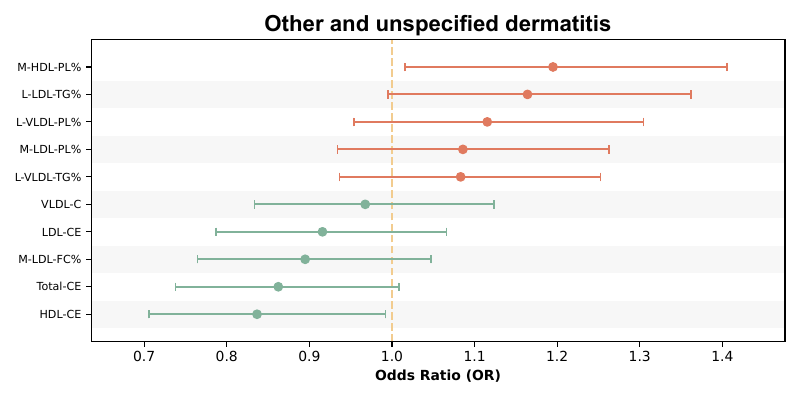 Other and unspecified dermatitis
M-HDL-PL%
L-LDL-TG%
L-VLDL-PL%
M-LDL-PL%
L-VLDL-TG%
VLDL-C
LDL-CE
M-LDL-FC%
Total-CE
HDL-CE
0.7 0.8 0.9 1.0 1.1 1.2 1.3 1.4
Odds Ratio (OR)